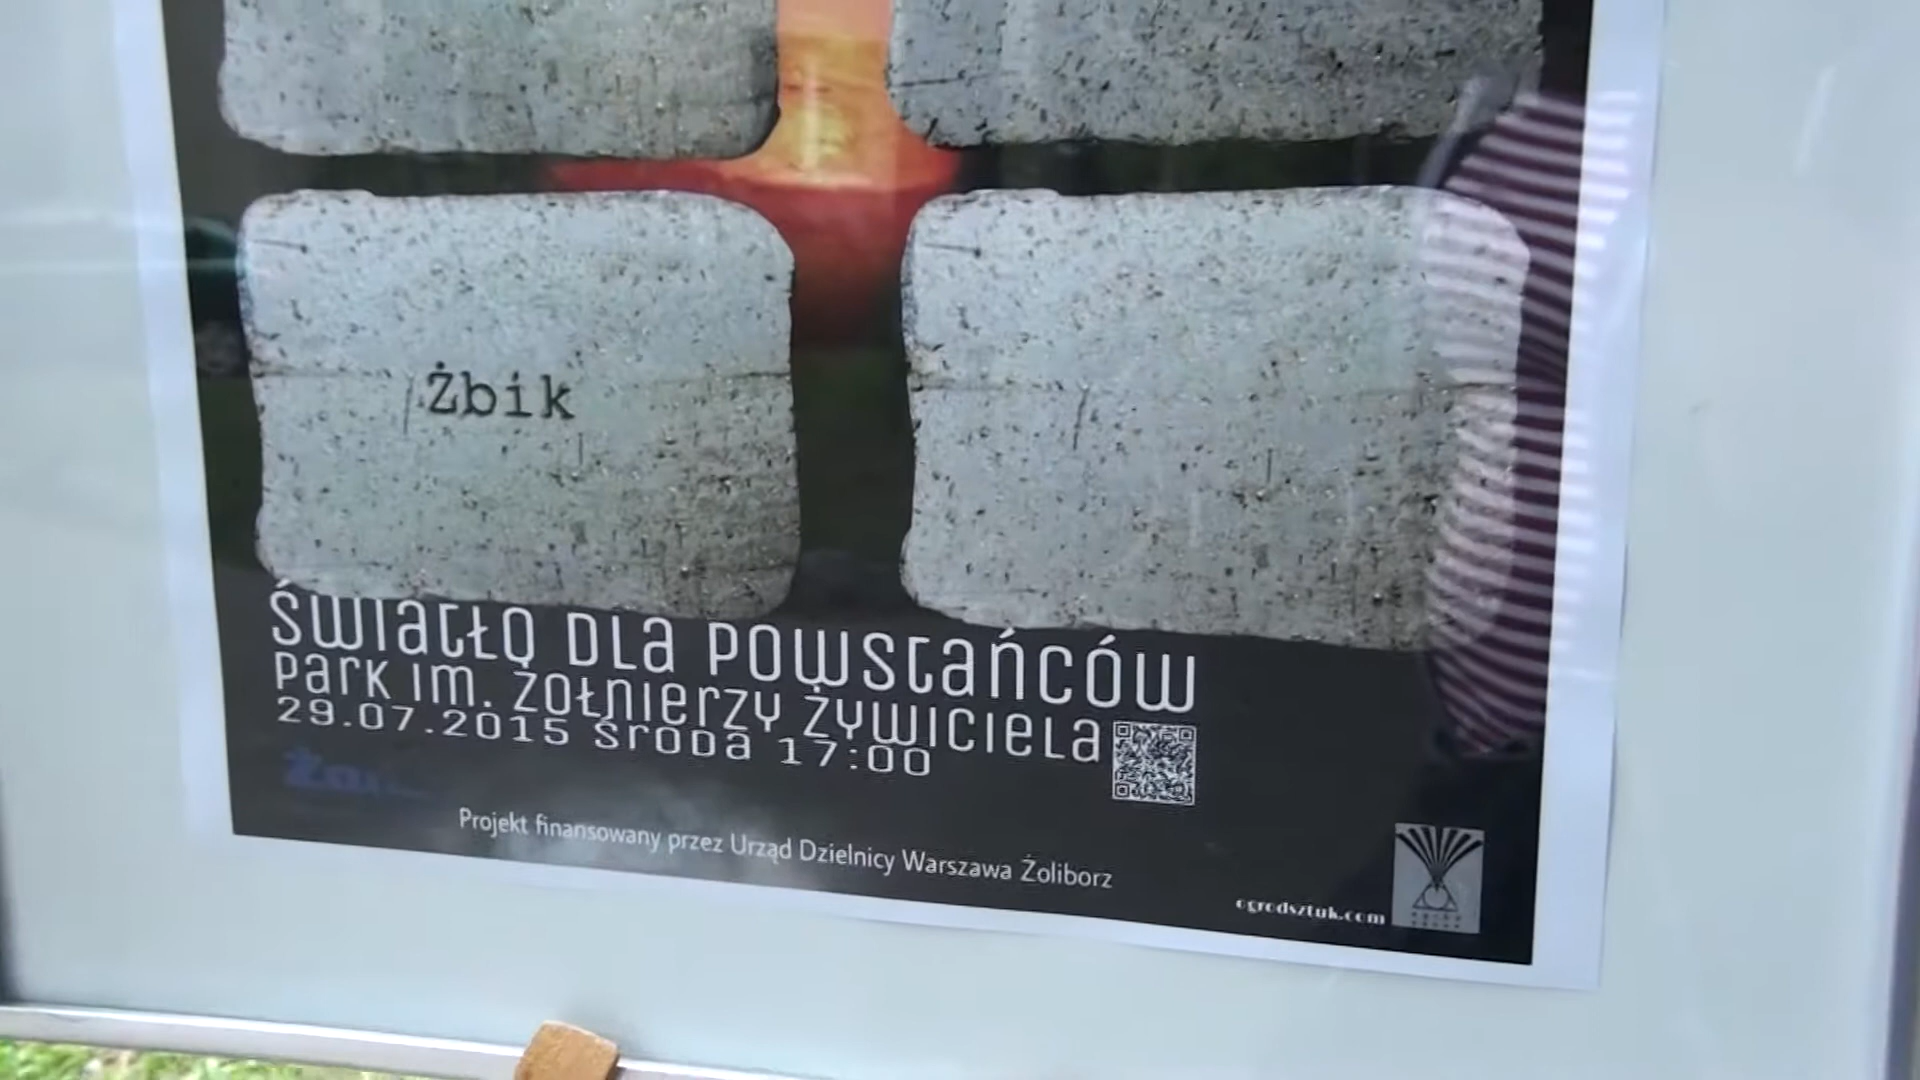 Żbik
ŚWIATŁO DLA POWSTAŃCÓW
PARK IM. ŻOŁNIERZY ŻYWICIELA
29.07.2015 ŚRODA 17:00
Projekt finansowany przez Urząd Dzielnicy Warszawa Żoliborz
ogrodsztuk.com